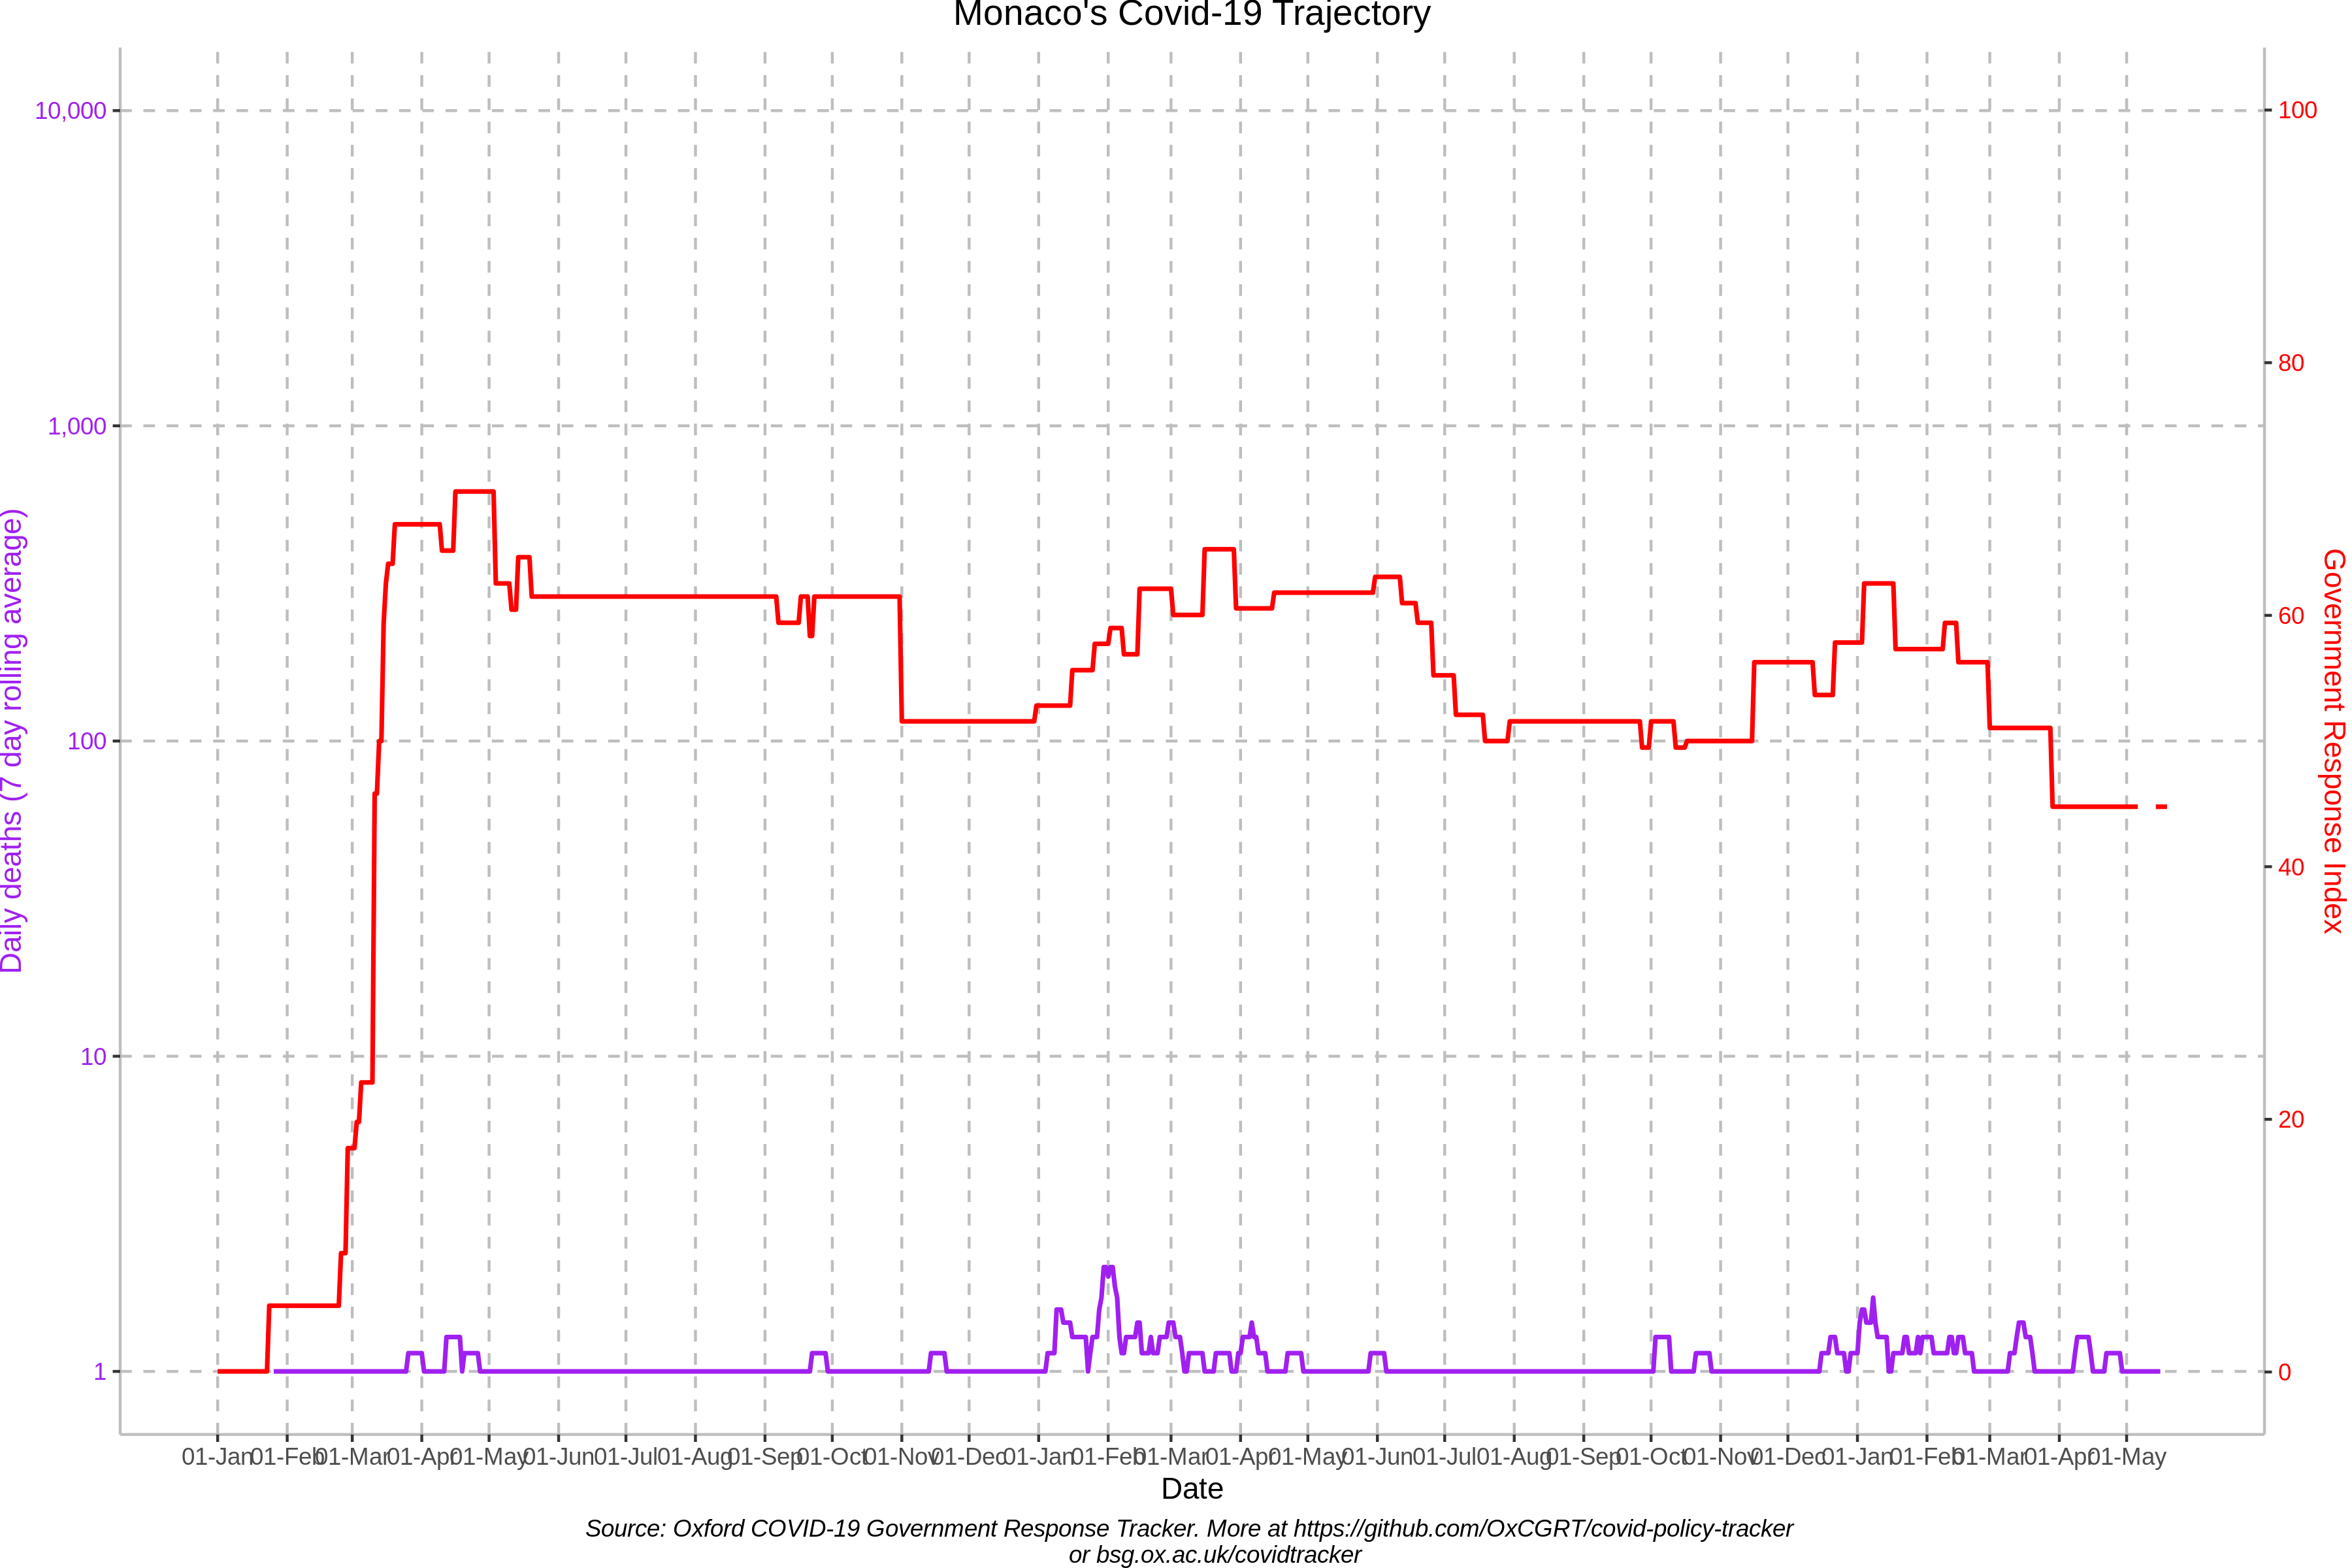 Monaco's Covid-19 Trajectory
10,000
1,000
100
10
1
Daily deaths (7 day rolling average)
100
80
60
40
20
0
Government Response Index
01-Jan
01-Feb
01-Mar
01-Apr
01-May
01-Jun
01-Jul
01-Aug
01-Sep
01-Oct
01-Nov
01-Dec
01-Jan
01-Feb
01-Mar
01-Apr
01-May
01-Jun
01-Jul
01-Aug
01-Sep
01-Oct
01-Nov
01-Dec
01-Jan
01-Feb
01-Mar
01-Apr
01-May
Date
Source: Oxford COVID-19 Government Response Tracker. More at https://github.com/OxCGRT/covid-policy-tracker
or bsg.ox.ac.uk/covidtracker